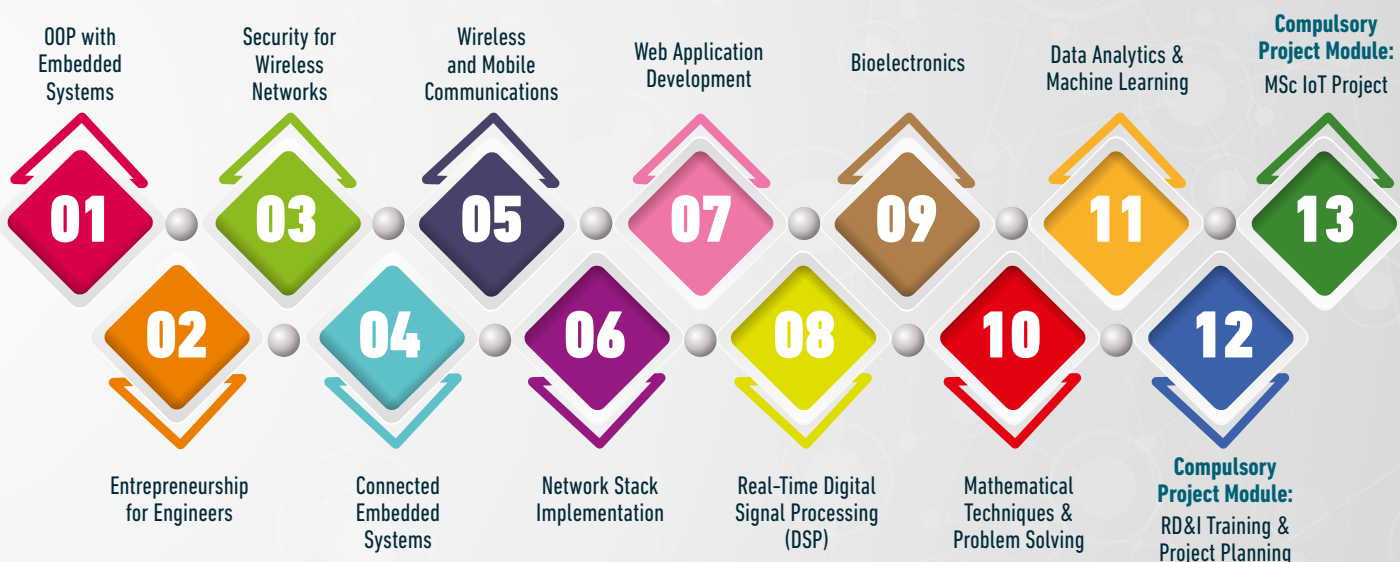 OOP with
Embedded
Systems
01
Entrepreneurship
for Engineers
02
Security for
Wireless
Networks
03
Connected
Embedded
Systems
04
Wireless
and Mobile
Communications
05
Network Stack
Implementation
06
Web Application
Development
07
Real-Time Digital
Signal Processing
(DSP)
08
Bioelectronics
09
Mathematical
Techniques &
Problem Solving
10
Data Analytics &
Machine Learning
11
Compulsory
Project Module:
RD&I Training &
Project Planning
12
Compulsory
Project Module:
MSc IoT Project
13